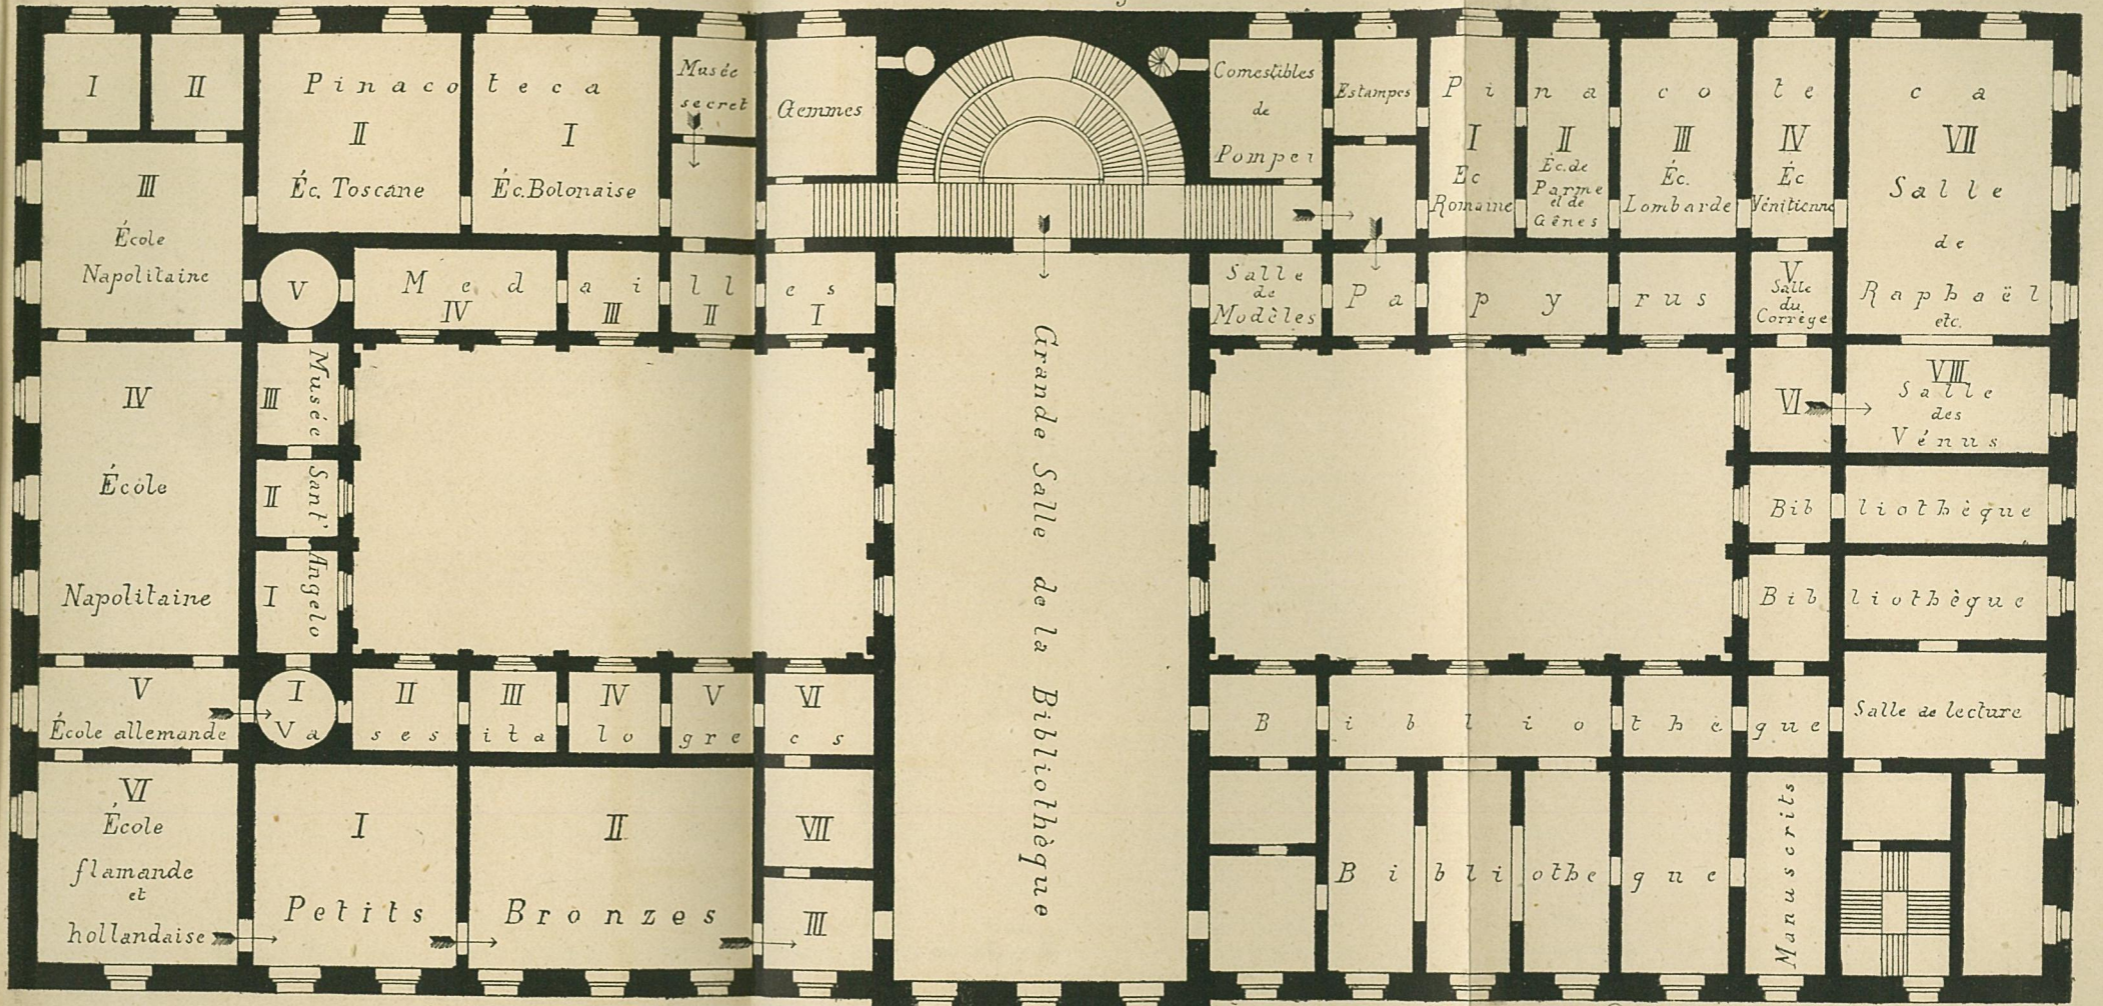 I
II
Pinacoteca
II
I
Éc. Toscane
Éc. Bolonaise
Musée
secret
Gemmes
Comestibles
de
Pompei
Estampes
Pinacoteca
I
Ec
Romaine
II
Éc. de
Parme
et de
Gênes
III
Éc.
Lombarde
IV
Éc
Vénitienne
VII
Salle
de
Raphaël
etc.
III
École
Napolitaine
V
Medailles
IV
III
II
I
Salle
de
Modèles
Papyrus
V
Salle
du
Corrège
IV
École
Napolitaine
Musée Sant' Angelo
III
II
I
Grande Salle de la Bibliothèque
VI
VIII
Salle
des
Vénus
Bibliothèque
Bibliothèque
V
École allemande
I
II
III
IV
V
VI
Vases italo grecs
Bibliothèque
Salle de lecture
VI
École
flamande
et
hollandaise
I
II
Petits Bronzes
VII
III
Bibliotheque
Manuscrits